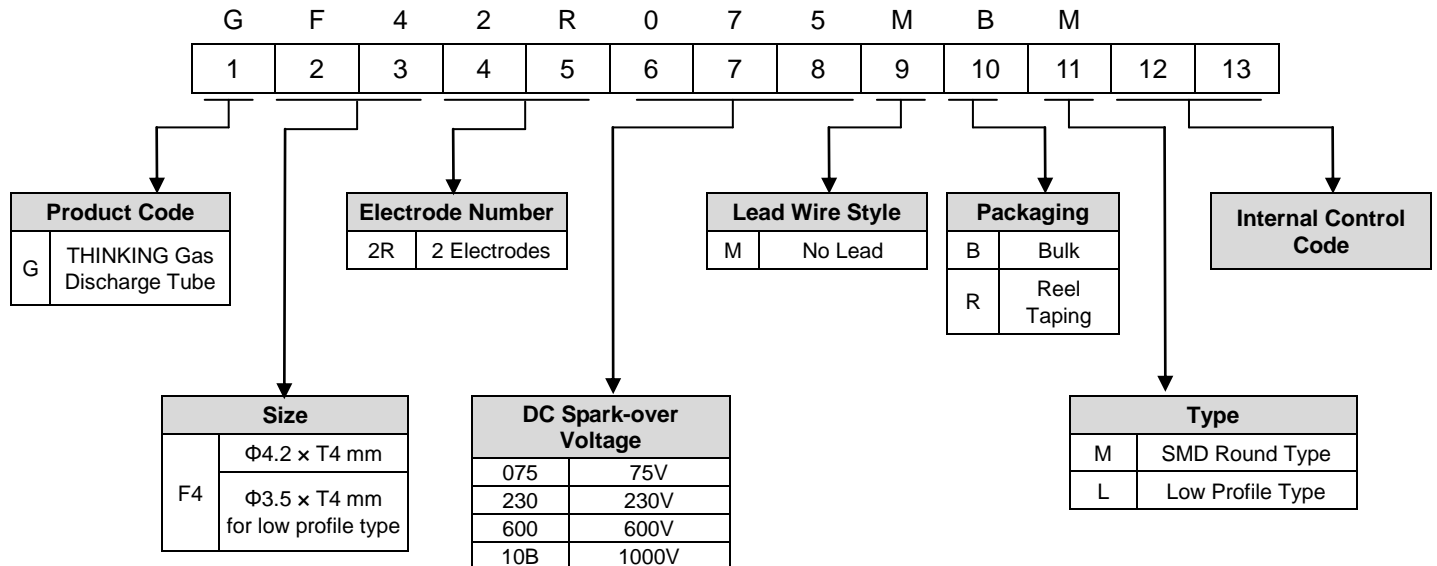 G F 4 2 R 0 7 5 M B M
1 2 3 4 5 6 7 8 9 10 11 12 13
Product Code
G THINKING Gas
Discharge Tube
Electrode Number
2R 2 Electrodes
Lead Wire Style
M No Lead
Packaging
B Bulk
R Reel
Taping
Internal Control
Code
Size
F4
Φ4.2 × T4 mm
Φ3.5 × T4 mm
for low profile type
DC Spark-over
Voltage
075 75V
230 230V
600 600V
10B 1000V
Type
M SMD Round Type
L Low Profile Type